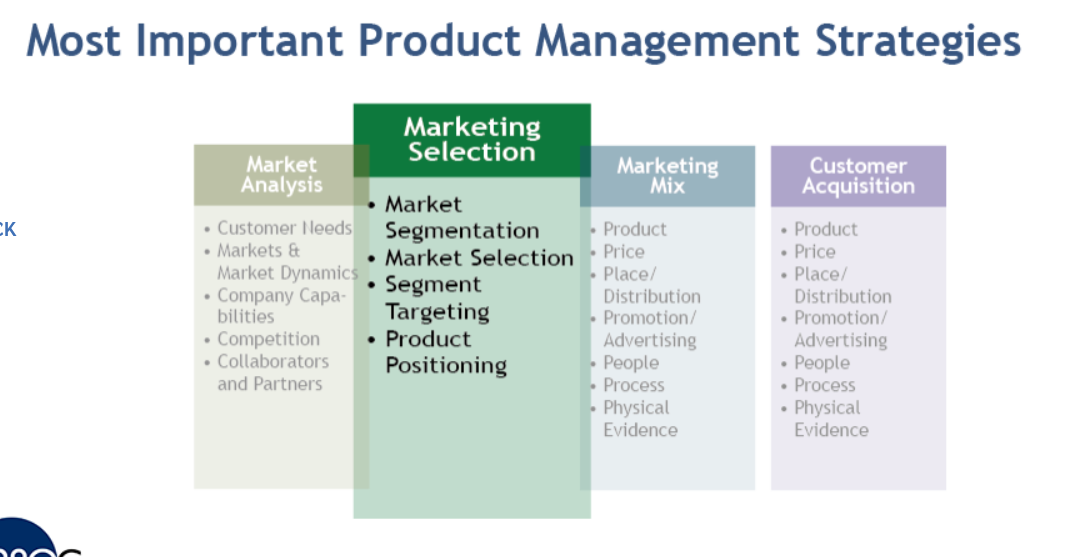 Most Important Product Management Strategies
Market
Analysis
• Customer Needs
• Markets &
Market Dynamics
• Company Capa-
bilities
• Competition
• Collaborators
and Partners
Marketing
Selection
• Market
Segmentation
• Market Selection
• Segment
Targeting
• Product
Positioning
Marketing
Mix
• Product
• Price
• Place/
Distribution
• Promotion/
Advertising
• People
• Process
• Physical
Evidence
Customer
Acquisition
• Product
• Price
• Place/
Distribution
• Promotion/
Advertising
• People
• Process
• Physical
Evidence
CK